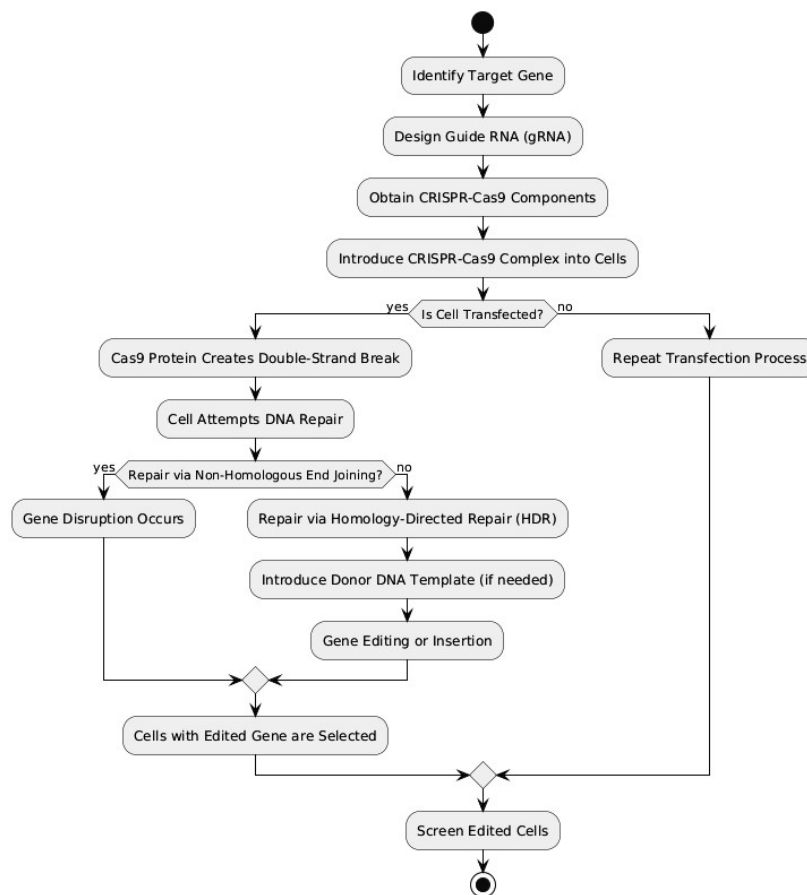 Identify Target Gene
Design Guide RNA (gRNA)
Obtain CRISPR-Cas9 Components
Introduce CRISPR-Cas9 Complex into Cells
yes
Is Cell Transfected?
no
Cas9 Protein Creates Double-Strand Break
Repeat Transfection Process
Cell Attempts DNA Repair
yes
Repair via Non-Homologous End Joining?
no
Gene Disruption Occurs
Repair via Homology-Directed Repair (HDR)
Introduce Donor DNA Template (if needed)
Gene Editing or Insertion
Cells with Edited Gene are Selected
Screen Edited Cells